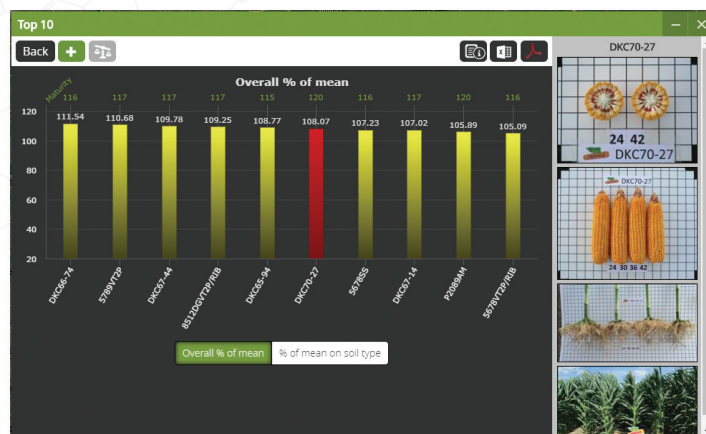 Top 10
Back
DKC70-27
Overall % of mean
Maturity
116 117 117 117 115 120 116 117 120 116
120
100
80
60
40
20
111.54 110.68 109.78 109.25 108.77 108.07 107.23 107.02 105.89 105.09
DKC66-74
5789VT2P
DKC67-44
8512DGVT2P/RIB
DKC65-94
DKC70-27
5678SS
DKC67-14
P2089AM
5678VT2P/RIB
Overall % of mean
% of mean on soil type
24 42
DKC70-27
DKC70-27
24 30 36 42